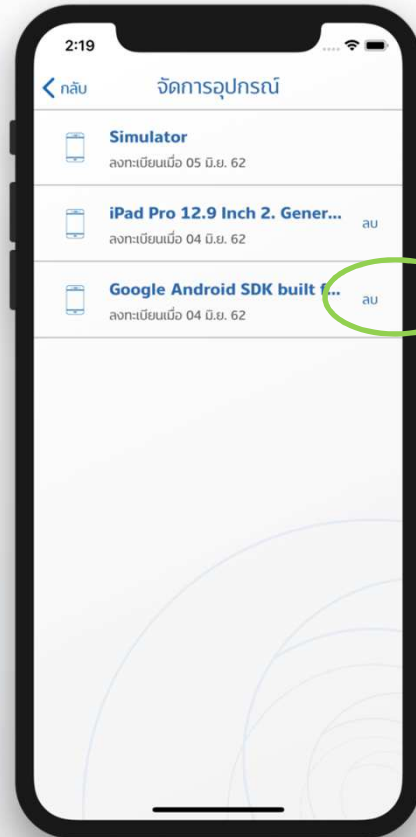 2:19
กลับ
จัดการอุปกรณ์
Simulator
ลงทะเบียนเมื่อ 05 มิ.ย. 62
iPad Pro 12.9 Inch 2. Gener...
ลบ
ลงทะเบียนเมื่อ 04 มิ.ย. 62
Google Android SDK built f...
ลบ
ลงทะเบียนเมื่อ 04 มิ.ย. 62